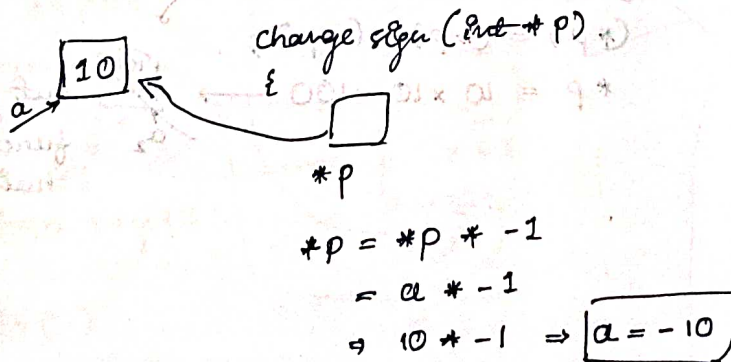 change sign (int * p)
{
10
a
*p
*p = *p * -1
= a * -1
⇒ 10 * -1 ⇒ a = -10